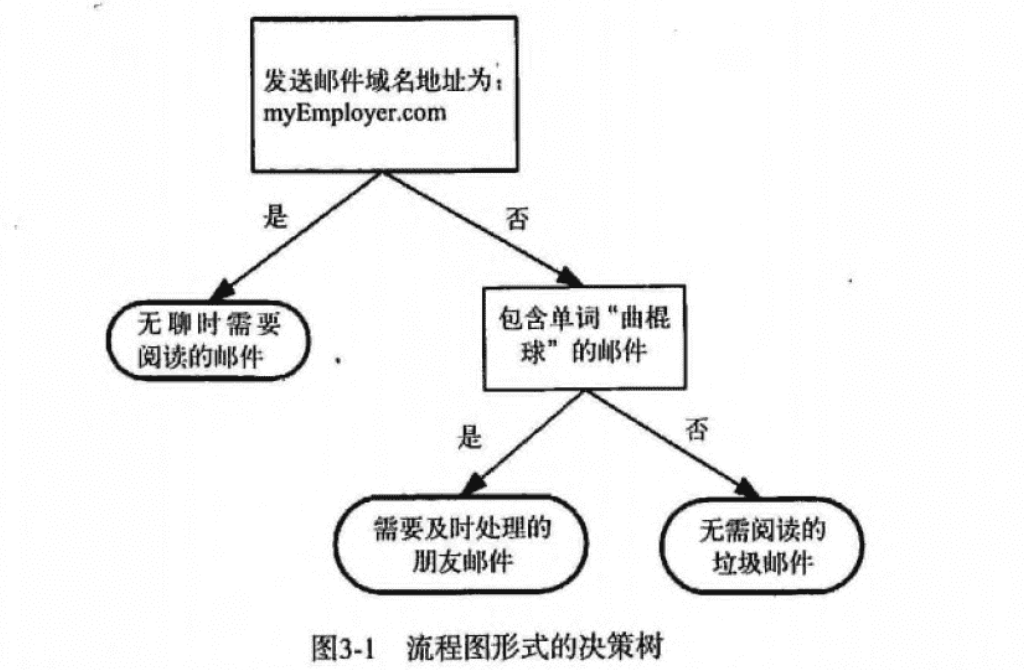 发送邮件域名地址为：
myEmployer.com
是
否
无聊时需要
阅读的邮件
包含单词“曲棍
球”的邮件
是
否
需要及时处理的
朋友邮件
无需阅读的
垃圾邮件
图3-1 流程图形式的决策树